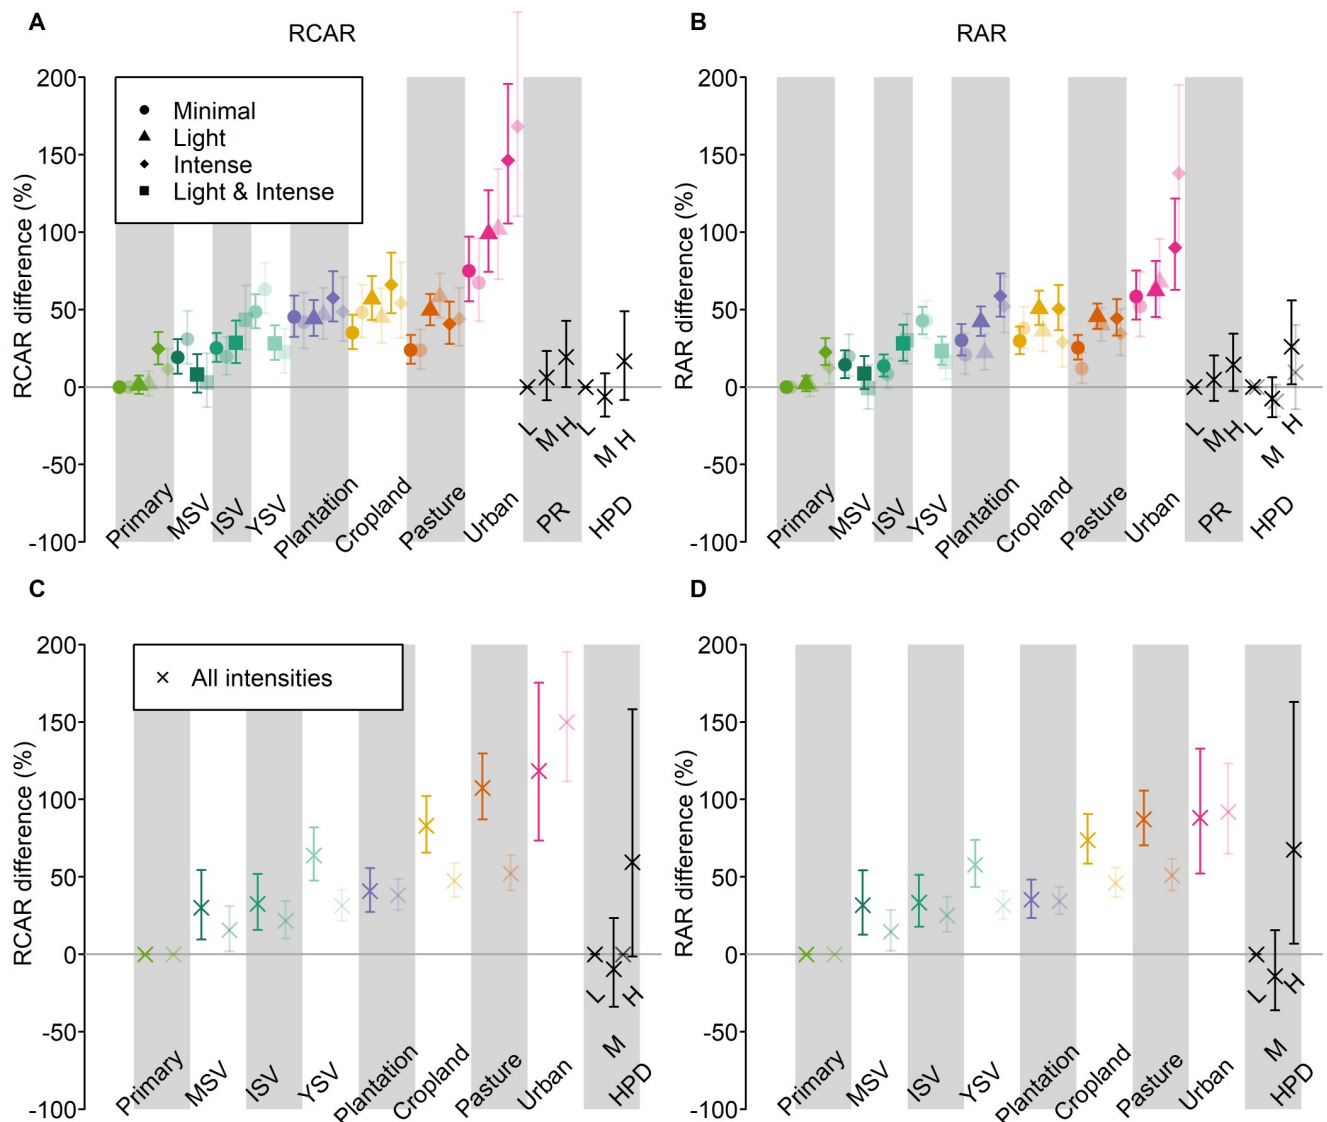 A
RCAR
B
RAR
RCAR difference (%)
200
150
100
50
0
-50
-100
Minimal
Light
Intense
Light & Intense
L
M
H
L
M
H
Primary
MSV
ISV
YSV
Plantation
Cropland
Pasture
Urban
PR
HPD
RAR difference (%)
200
150
100
50
0
-50
-100
L
M
H
L
M
H
Primary
MSV
ISV
YSV
Plantation
Cropland
Pasture
Urban
PR
HPD
C
D
RCAR difference (%)
200
150
100
50
0
-50
-100
All intensities
L
M
H
Primary
MSV
ISV
YSV
Plantation
Cropland
Pasture
Urban
HPD
RAR difference (%)
200
150
100
50
0
-50
-100
L
M
H
Primary
MSV
ISV
YSV
Plantation
Cropland
Pasture
Urban
HPD